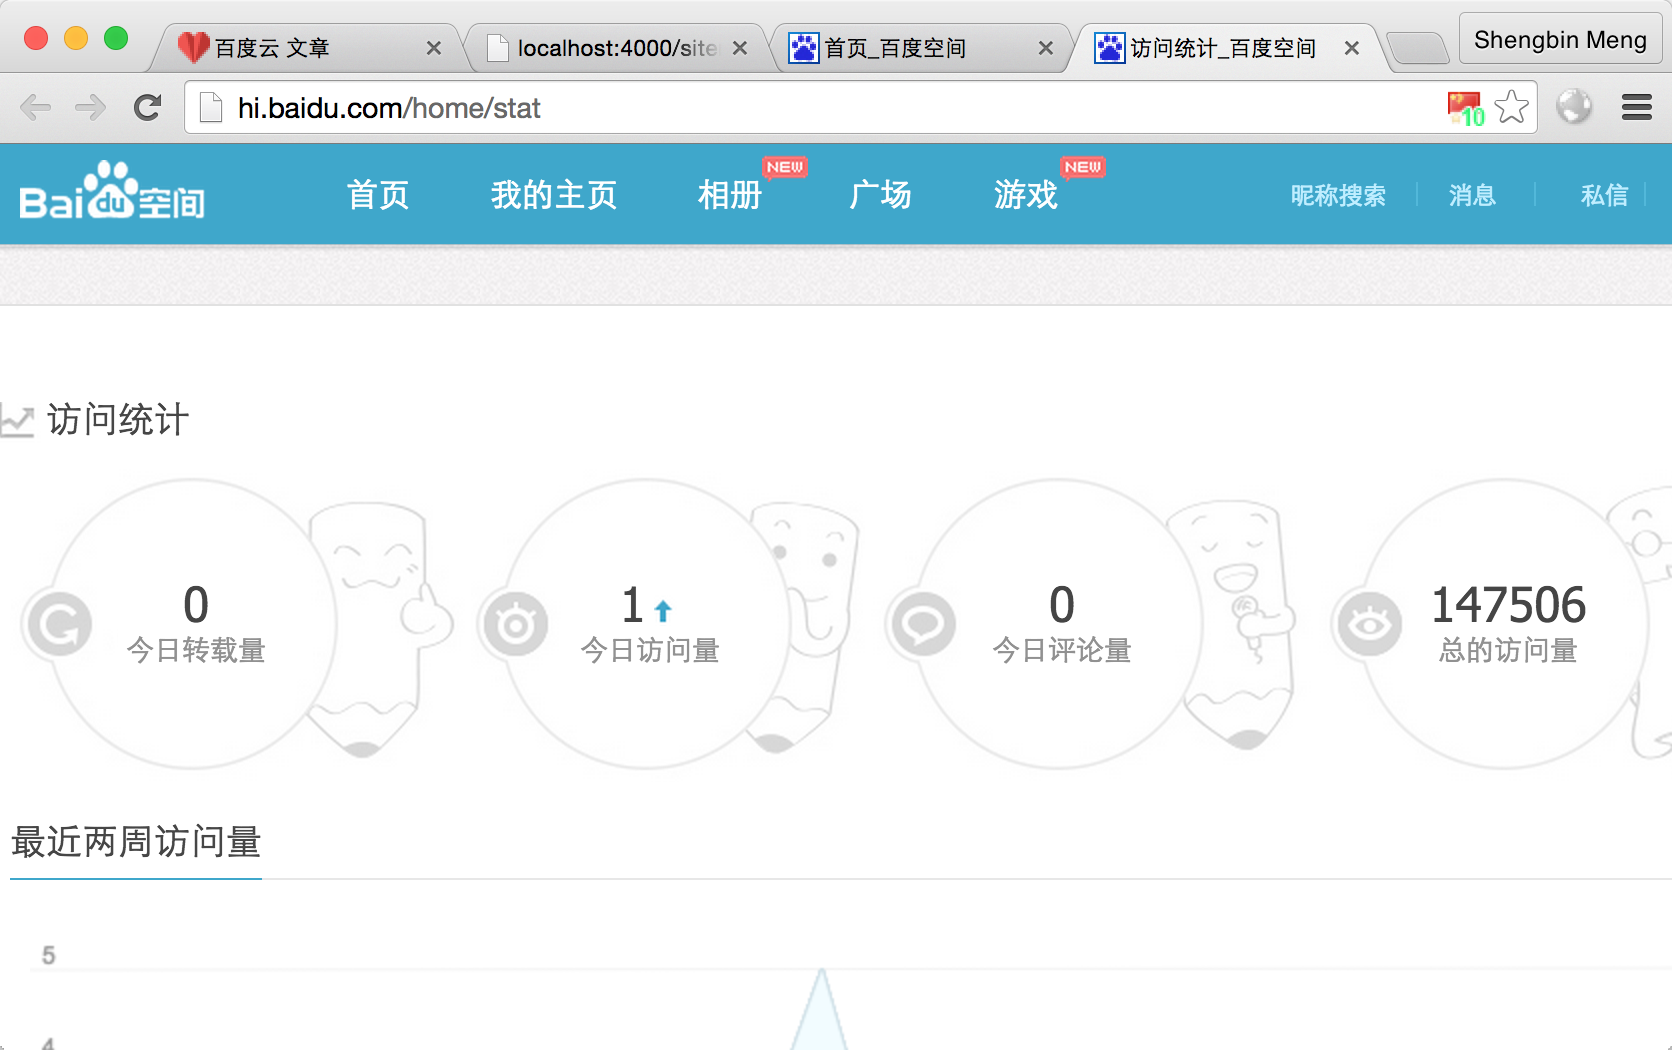 百度云 文章
localhost:4000/site
首页_百度空间
访问统计_百度空间
Shengbin Meng
hi.baidu.com/home/stat
10
Bai du 空间
首页
我的主页
相册
NEW
广场
游戏
NEW
昵称搜索
消息
私信
访问统计
0
今日转载量
1
今日访问量
0
今日评论量
147506
总的访问量
最近两周访问量
5
4